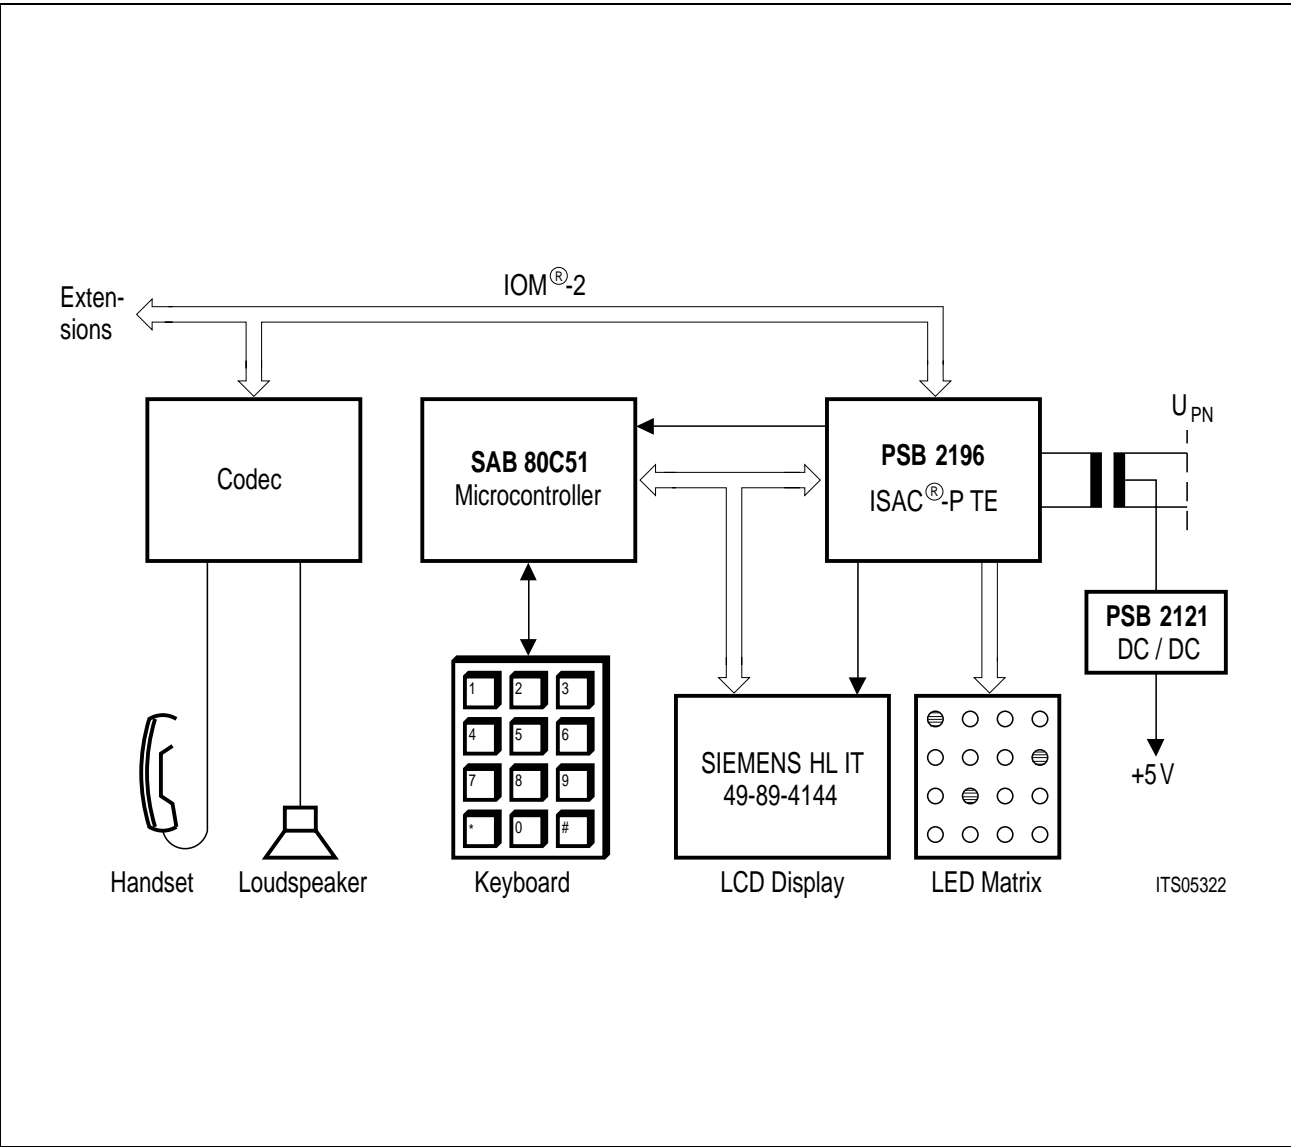 IOM®-2
Exten-
sions
U PN
Codec
SAB 80C51
Microcontroller
PSB 2196
ISAC®-P TE
PSB 2121
DC / DC
+5 V
1 2 3
4 5 6
7 8 9
* 0 #
SIEMENS HL IT
49-89-4144
Handset
Loudspeaker
Keyboard
LCD Display
LED Matrix
ITS05322